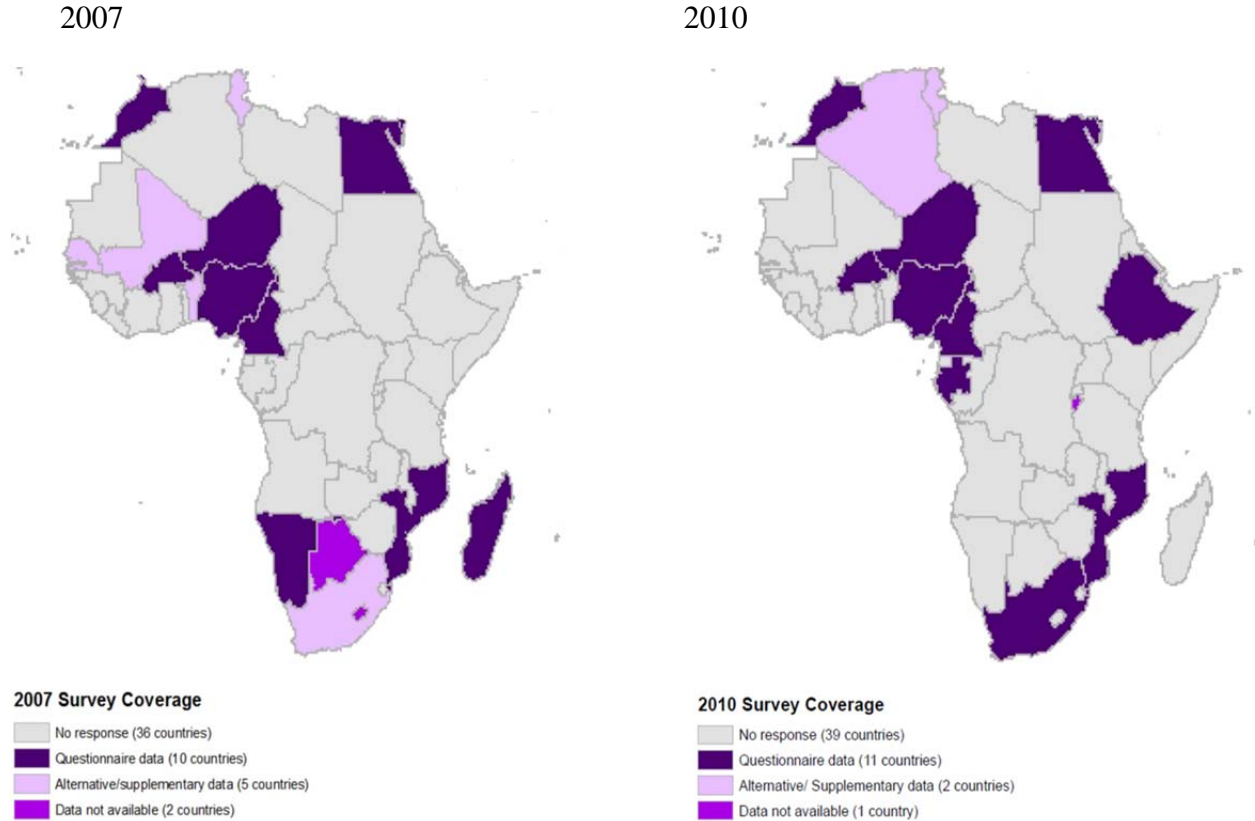 2007
2010
2007 Survey Coverage
No response (36 countries)
Questionnaire data (10 countries)
Alternative/supplementary data (5 countries)
Data not available (2 countries)
2010 Survey Coverage
No response (39 countries)
Questionnaire data (11 countries)
Alternative/ Supplementary data (2 countries)
Data not available (1 country)